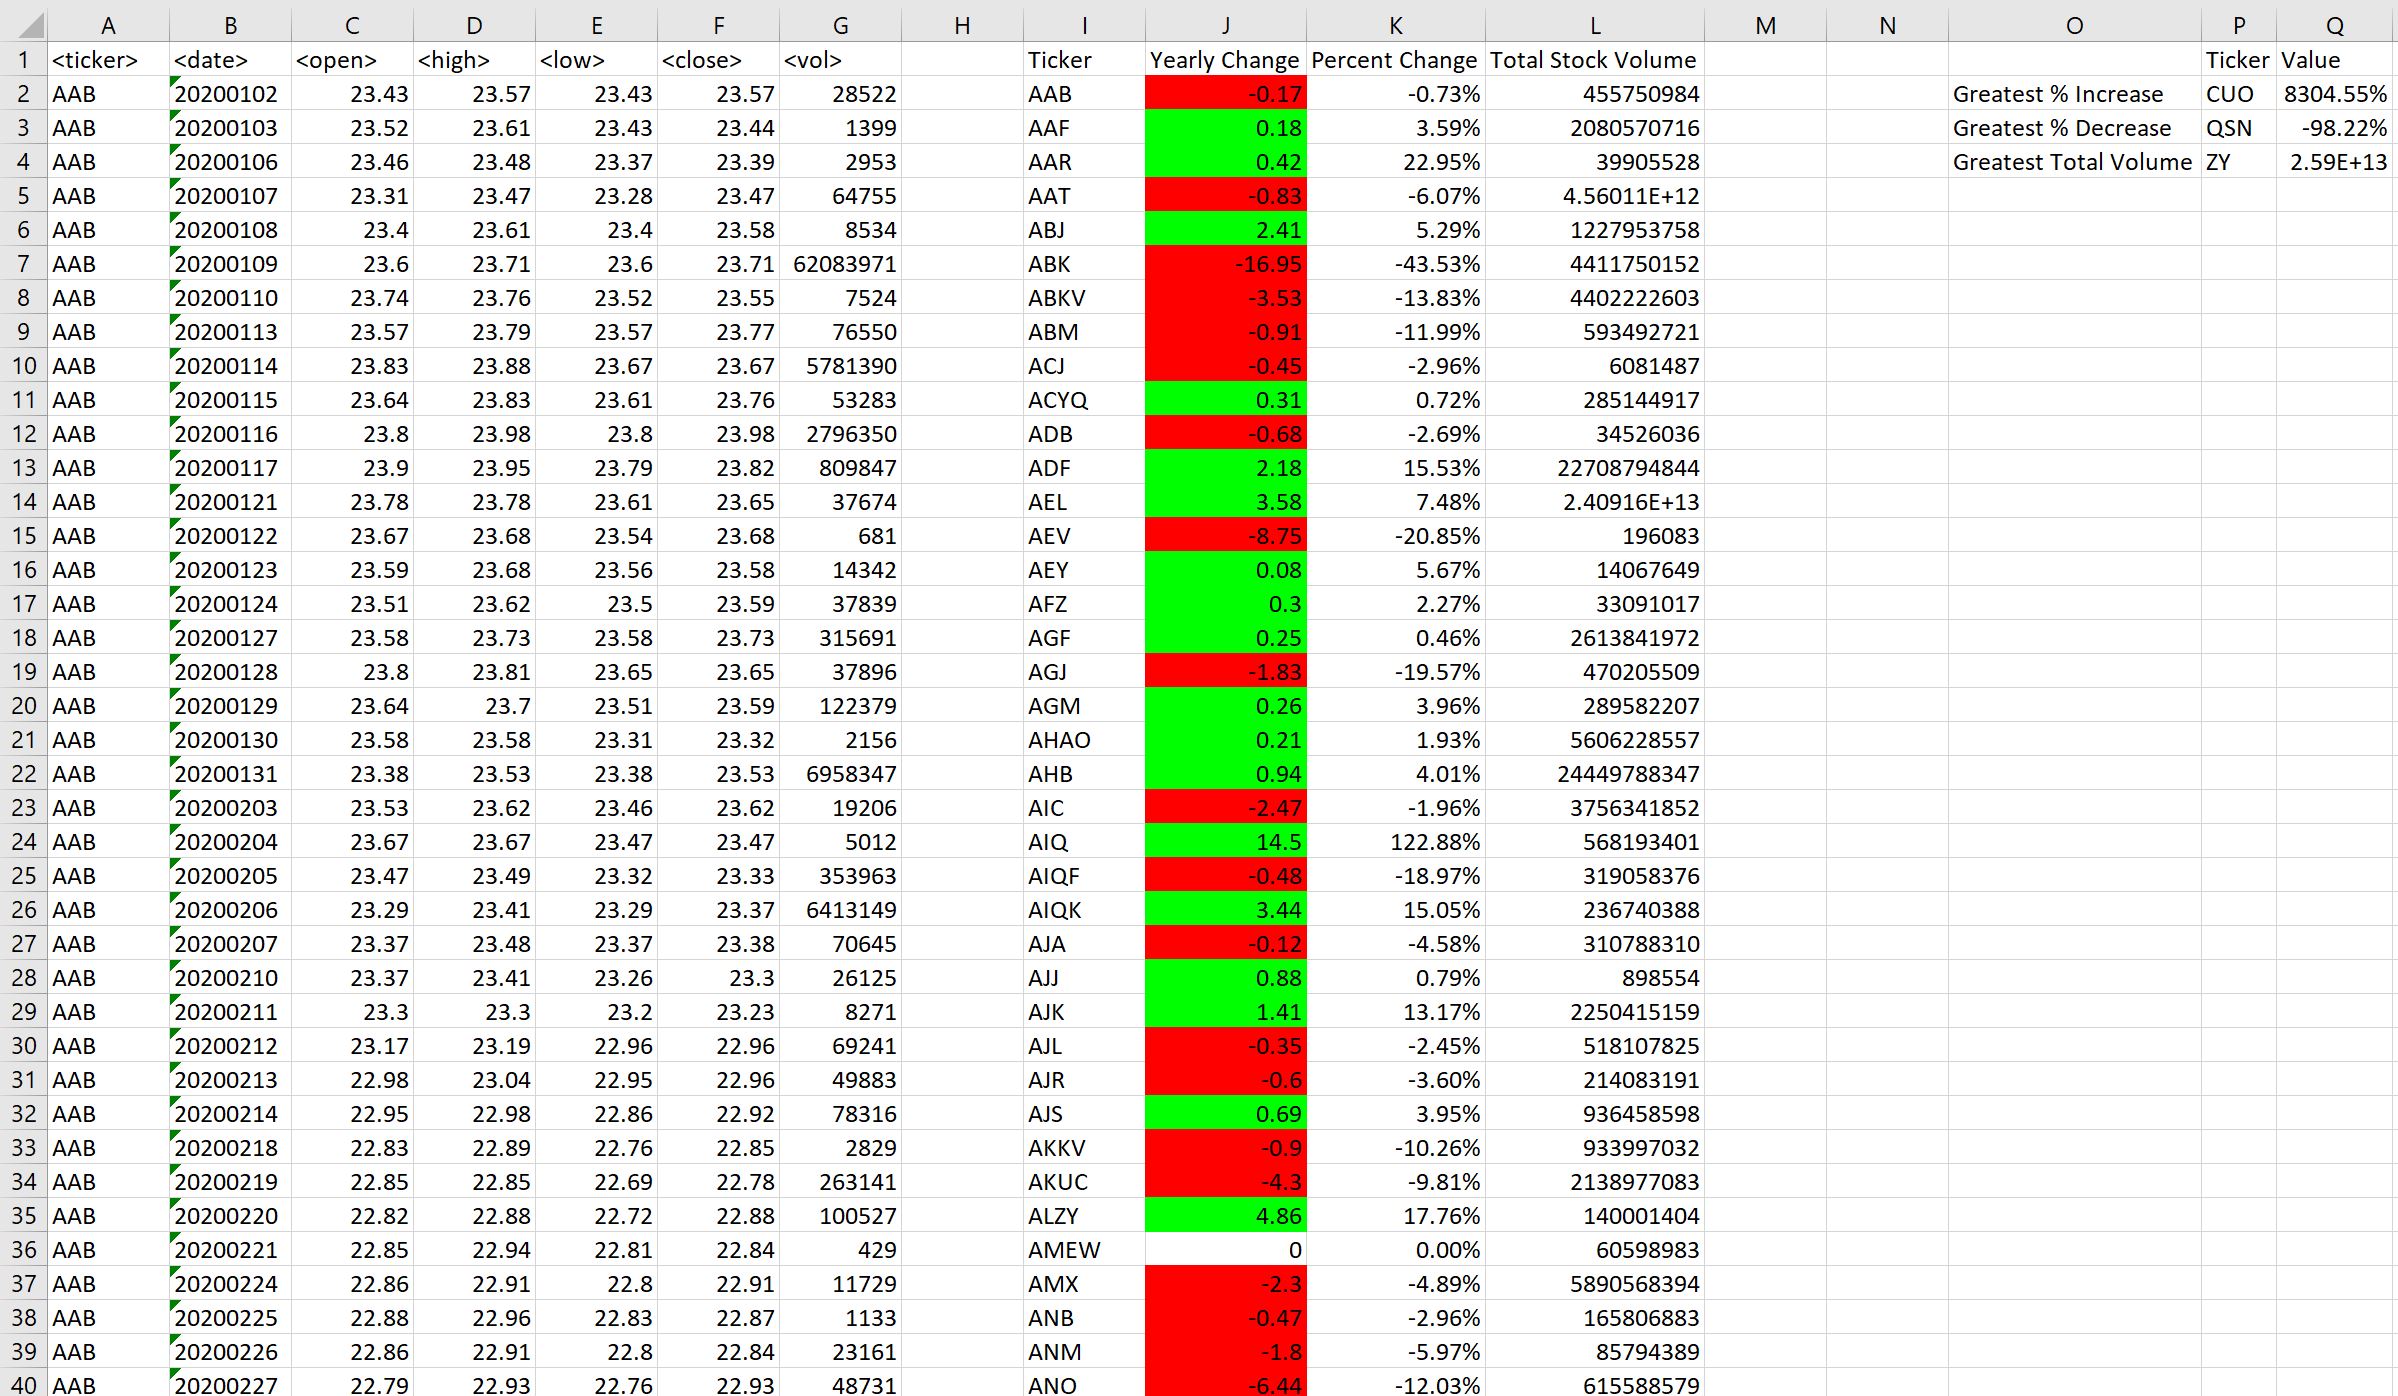 A B C D E F G H I J K L M N O P Q
1 <ticker> <date> <open> <high> <low> <close> <vol> Ticker Yearly Change Percent Change Total Stock Volume Ticker Value
2 AAB 20200102 23.43 23.57 23.43 23.57 28522 AAB -0.17 -0.73% 455750984 Greatest % Increase CUO 8304.55%
3 AAB 20200103 23.52 23.61 23.43 23.44 1399 AAF 0.18 3.59% 2080570716 Greatest % Decrease QSN -98.22%
4 AAB 20200106 23.46 23.48 23.37 23.39 2953 AAR 0.42 22.95% 39905528 Greatest Total Volume ZY 2.59E+13
5 AAB 20200107 23.31 23.47 23.28 23.47 64755 AAT -0.83 -6.07% 4.56011E+12
6 AAB 20200108 23.4 23.61 23.4 23.58 8534 ABJ 2.41 5.29% 1227953758
7 AAB 20200109 23.6 23.71 23.6 23.71 62083971 ABK -16.95 -43.53% 4411750152
8 AAB 20200110 23.74 23.76 23.52 23.55 7524 ABKV -3.53 -13.83% 4402222603
9 AAB 20200113 23.57 23.79 23.57 23.77 76550 ABM -0.91 -11.99% 593492721
10 AAB 20200114 23.83 23.88 23.67 23.67 5781390 ACJ -0.45 -2.96% 6081487
11 AAB 20200115 23.64 23.83 23.61 23.76 53283 ACYQ 0.31 0.72% 285144917
12 AAB 20200116 23.8 23.98 23.8 23.98 2796350 ADB -0.68 -2.69% 34526036
13 AAB 20200117 23.9 23.95 23.79 23.82 809847 ADF 2.18 15.53% 22708794844
14 AAB 20200121 23.78 23.78 23.61 23.65 37674 AEL 3.58 7.48% 2.40916E+13
15 AAB 20200122 23.67 23.68 23.54 23.68 681 AEV -8.75 -20.85% 196083
16 AAB 20200123 23.59 23.68 23.56 23.58 14342 AEY 0.08 5.67% 14067649
17 AAB 20200124 23.51 23.62 23.5 23.59 37839 AFZ 0.3 2.27% 33091017
18 AAB 20200127 23.58 23.73 23.58 23.73 315691 AGF 0.25 0.46% 2613841972
19 AAB 20200128 23.8 23.81 23.65 23.65 37896 AGJ -1.83 -19.57% 470205509
20 AAB 20200129 23.64 23.7 23.51 23.59 122379 AGM 0.26 3.96% 289582207
21 AAB 20200130 23.58 23.58 23.31 23.32 2156 AHAO 0.21 1.93% 5606228557
22 AAB 20200131 23.38 23.53 23.38 23.53 6958347 AHB 0.94 4.01% 24449788347
23 AAB 20200203 23.53 23.62 23.46 23.62 19206 AIC -2.47 -1.96% 3756341852
24 AAB 20200204 23.67 23.67 23.47 23.47 5012 AIQ 14.5 122.88% 568193401
25 AAB 20200205 23.47 23.49 23.32 23.33 353963 AIQF -0.48 -18.97% 319058376
26 AAB 20200206 23.29 23.41 23.29 23.37 6413149 AIQK 3.44 15.05% 236740388
27 AAB 20200207 23.37 23.48 23.37 23.38 70645 AJA -0.12 -4.58% 310788310
28 AAB 20200210 23.37 23.41 23.26 23.3 26125 AJJ 0.88 0.79% 898554
29 AAB 20200211 23.3 23.3 23.2 23.23 8271 AJK 1.41 13.17% 2250415159
30 AAB 20200212 23.17 23.19 22.96 22.96 69241 AJL -0.35 -2.45% 518107825
31 AAB 20200213 22.98 23.04 22.95 22.96 49883 AJR -0.6 -3.60% 214083191
32 AAB 20200214 22.95 22.98 22.86 22.92 78316 AJS 0.69 3.95% 936458598
33 AAB 20200218 22.83 22.89 22.76 22.85 2829 AKKV -0.9 -10.26% 933997032
34 AAB 20200219 22.85 22.85 22.69 22.78 263141 AKUC -4.3 -9.81% 2138977083
35 AAB 20200220 22.82 22.88 22.72 22.88 100527 ALZY 4.86 17.76% 140001404
36 AAB 20200221 22.85 22.94 22.81 22.84 429 AMEW 0 0.00% 60598983
37 AAB 20200224 22.86 22.91 22.8 22.91 11729 AMX -2.3 -4.89% 5890568394
38 AAB 20200225 22.88 22.96 22.83 22.87 1133 ANB -0.47 -2.96% 165806883
39 AAB 20200226 22.86 22.91 22.8 22.84 23161 ANM -1.8 -5.97% 85794389
40 AAB 20200227 22.79 22.93 22.76 22.93 48731 ANO -6.44 -12.03% 615588579